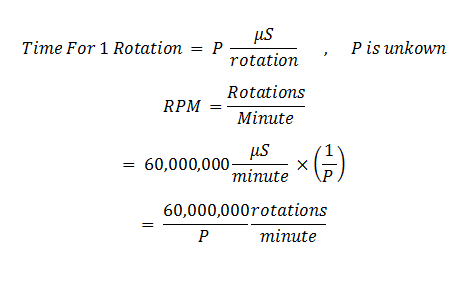 Time For 1 Rotation = P μS/rotation , P is unkown
RPM = Rotations/Minute
= 60,000,000 μS/minute × (1/P)
= 60,000,000/P rotations/minute